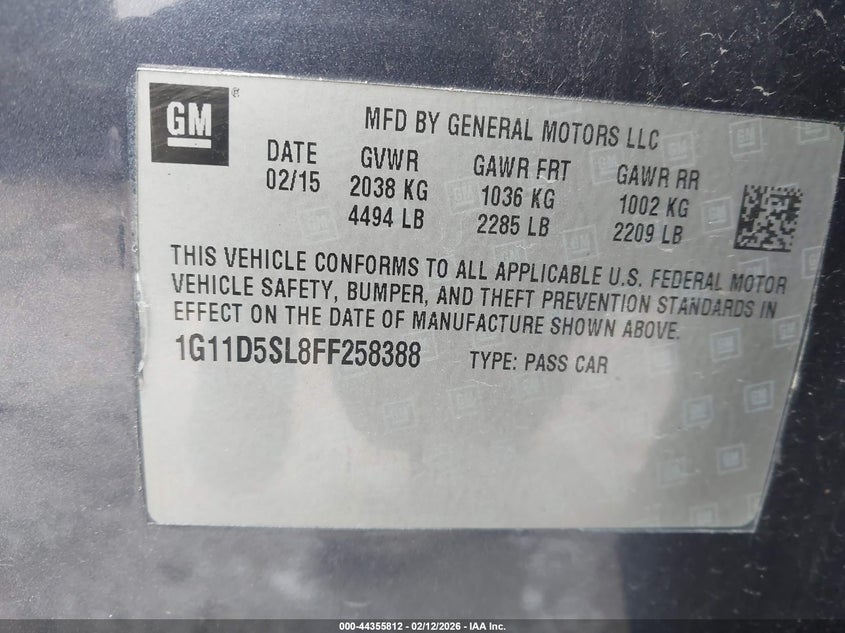 GM
MFD BY GENERAL MOTORS LLC
DATE GVWR GAWR FRT GAWR RR
02/15 2038 KG 1036 KG 1002 KG
4494 LB 2285 LB 2209 LB
THIS VEHICLE CONFORMS TO ALL APPLICABLE U.S. FEDERAL MOTOR
VEHICLE SAFETY, BUMPER, AND THEFT PREVENTION STANDARDS IN
EFFECT ON THE DATE OF MANUFACTURE SHOWN ABOVE.
1G11D5SL8FF258388 TYPE: PASS CAR
000-44355812 - 02/12/2026 - IAA Inc.